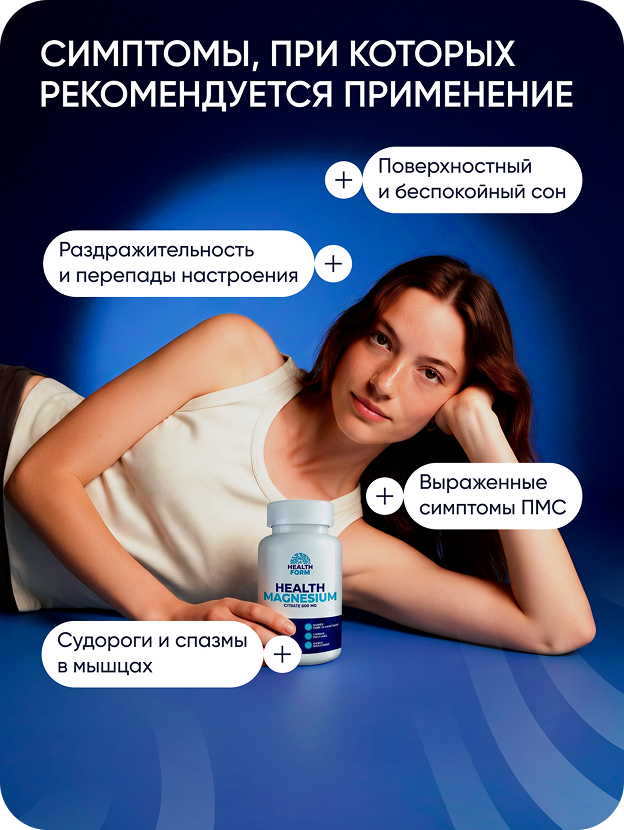 СИМПТОМЫ, ПРИ КОТОРЫХ
РЕКОМЕНДУЕТСЯ ПРИМЕНЕНИЕ
Поверхностный
и беспокойный сон
Раздражительность
и перепады настроения
Выраженные
симптомы ПМС
HEALTH
FORM
HEALTH
MAGNESIUM
CITRATE 600 MG
Судороги и спазмы
в мышцах